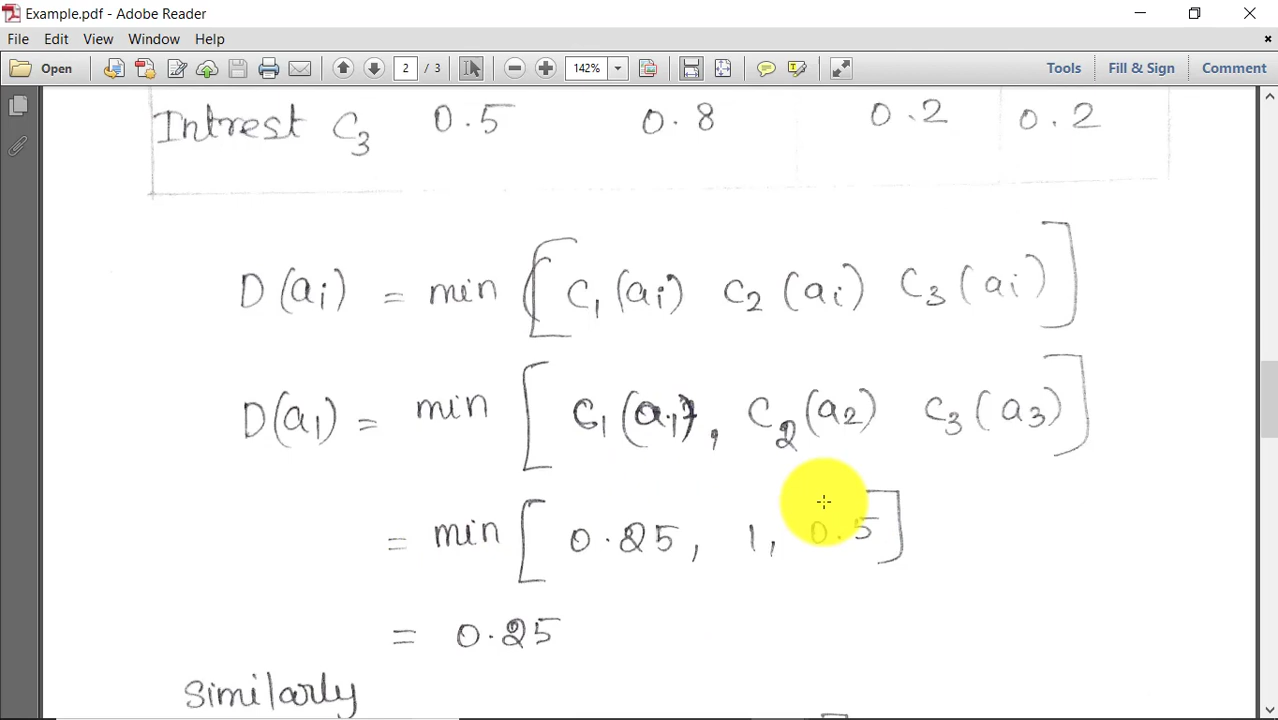 Example.pdf - Adobe Reader
File Edit View Window Help
Open 2 / 3 142% Tools Fill & Sign Comment
Intrest C3 0.5 0.8 0.2 0.2
D(ai) = min [ C1(ai) C2(ai) C3(ai) ]
D(a1) = min [ C1(a1), C2(a2) C3(a3) ]
= min [ 0.25, 1, 0.5 ]
= 0.25
Similarly